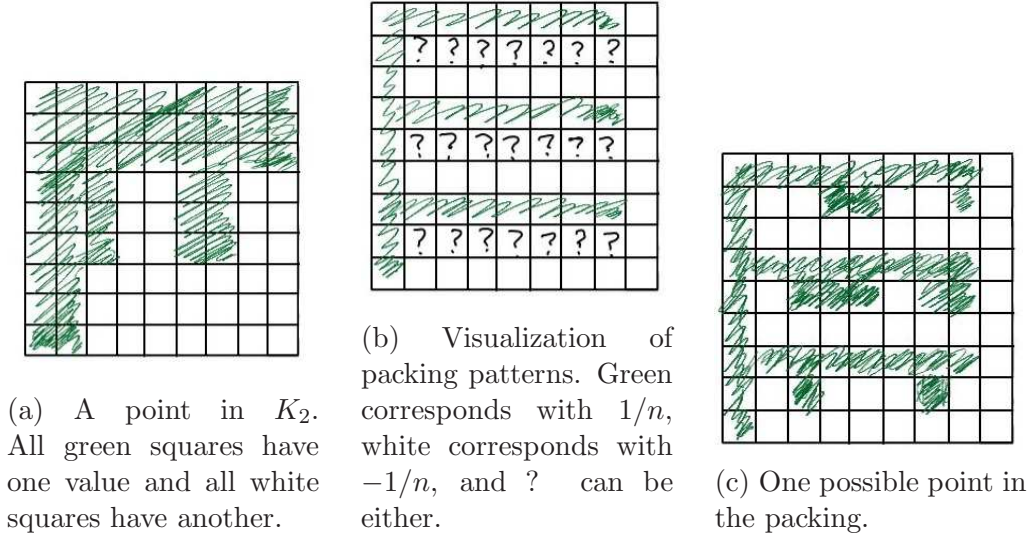 ? ? ? ? ? ? ?
? ? ? ? ? ? ?
? ? ? ? ? ? ?
(a) A point in K₂.
All green squares have
one value and all white
squares have another.
(b) Visualization of
packing patterns. Green
corresponds with 1/n,
white corresponds with
−1/n, and ? can be
either.
(c) One possible point in
the packing.